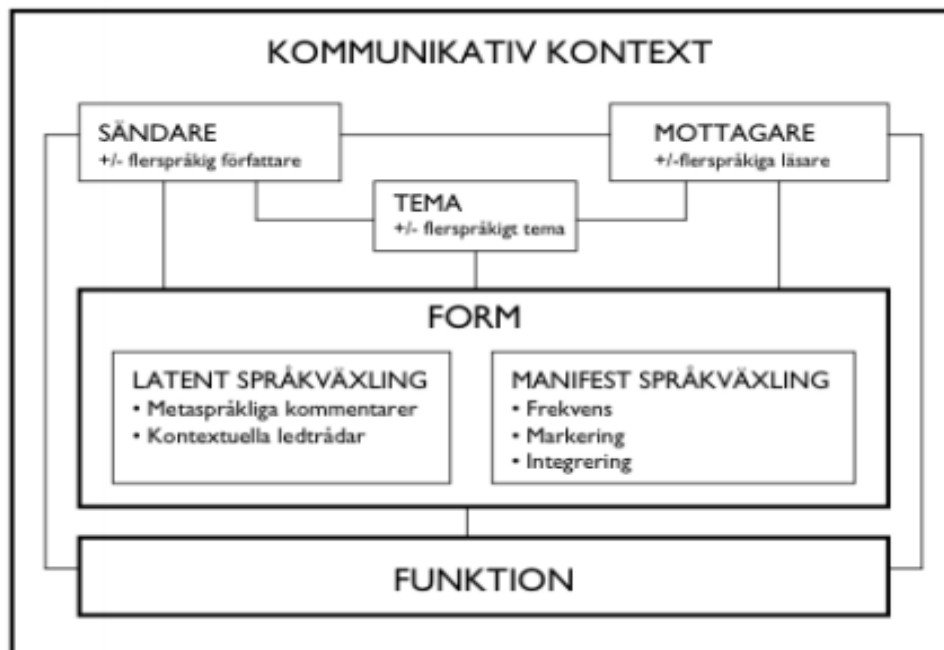 KOMMUNIKATIV KONTEXT
SÄNDARE
+/- flerspråkig författare
MOTTAGARE
+/-flerspråkiga läsare
TEMA
+/- flerspråkigt tema
FORM
LATENT SPRÅKVÄXLING
• Metaspråkliga kommentarer
• Kontextuella ledtrådar
MANIFEST SPRÅKVÄXLING
• Frekvens
• Markering
• Integrering
FUNKTION